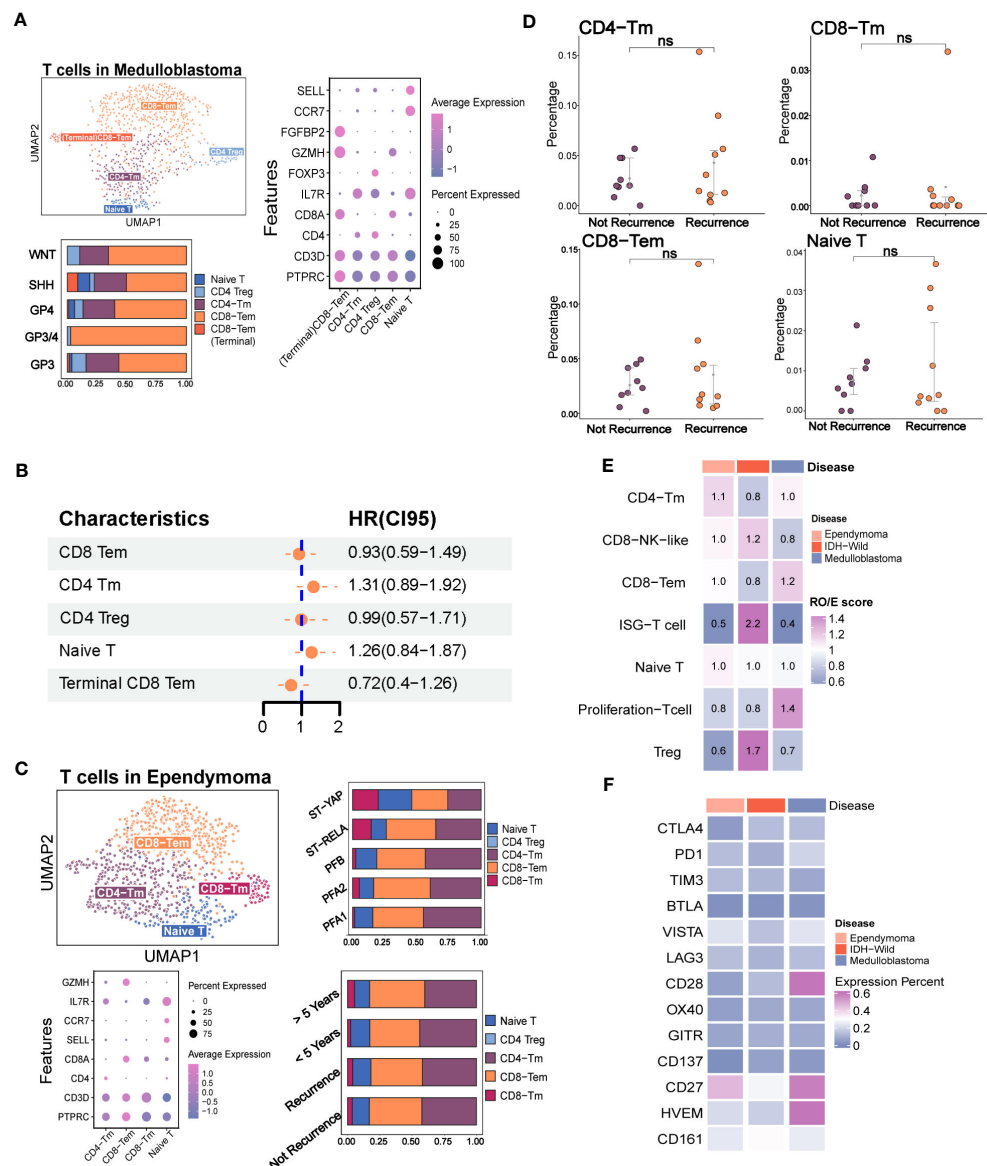 A
T cells in Medulloblastoma
CD8-Tem
(Terminal)CD8-Tem
CD4 Treg
CD4-Tm
Naive T
UMAP2
UMAP1
WNT
SHH
GP4
GP3/4
GP3
0.00 0.25 0.50 0.75 1.00
Naive T
CD4 Treg
CD4-Tm
CD8-Tem
CD8-Tem
(Terminal)
Features
SELL
CCR7
FGFBP2
GZMH
FOXP3
IL7R
CD8A
CD4
CD3D
PTPRC
(Terminal)CD8-Tem
CD4-Tm
CD4 Treg
CD8-Tem
Naive T
Average Expression
1
0
-1
Percent Expressed
0
25
50
75
100
D
CD4-Tm
ns
Percentage
0.15
0.10
0.05
0.00
Not Recurrence Recurrence
CD8-Tm
ns
Percentage
0.03
0.02
0.01
0.00
Not Recurrence Recurrence
CD8-Tem
ns
Percentage
0.10
0.05
0.00
Not Recurrence Recurrence
Naive T
ns
Percentage
0.04
0.03
0.02
0.01
0.00
Not Recurrence Recurrence
B
Characteristics HR(CI95)
CD8 Tem 0.93(0.59-1.49)
CD4 Tm 1.31(0.89-1.92)
CD4 Treg 0.99(0.57-1.71)
Naive T 1.26(0.84-1.87)
Terminal CD8 Tem 0.72(0.4-1.26)
0 1 2
E
Disease
CD4-Tm 1.1 0.8 1.0
CD8-NK-like 1.0 1.2 0.8
CD8-Tem 1.0 0.8 1.2
ISG-T cell 0.5 2.2 0.4
Naive T 1.0 1.0 1.0
Proliferation-Tcell 0.8 0.8 1.4
Treg 0.6 1.7 0.7
Disease
Ependymoma
IDH-Wild
Medulloblastoma
RO/E score
1.4
1.2
1
0.8
0.6
C
T cells in Ependymoma
CD8-Tem
CD4-Tm
CD8-Tm
Naive T
UMAP2
UMAP1
ST-YAP
ST-RELA
PFB
PFA2
PFA1
0.00 0.25 0.50 0.75 1.00
Naive T
CD4 Treg
CD4-Tm
CD8-Tem
CD8-Tm
Features
GZMH
IL7R
CCR7
SELL
CD8A
CD4
CD3D
PTPRC
CD4-Tm
CD8-Tem
CD8-Tm
Naive T
Percent Expressed
0
25
50
75
Average Expression
1.0
0.5
0.0
-0.5
-1.0
> 5 Years
< 5 Years
Recurrence
Not Recurrence
0.00 0.25 0.50 0.75 1.00
Naive T
CD4 Treg
CD4-Tm
CD8-Tem
CD8-Tm
F
Disease
CTLA4
PD1
TIM3
BTLA
VISTA
LAG3
CD28
OX40
GITR
CD137
CD27
HVEM
CD161
Disease
Ependymoma
IDH-Wild
Medulloblastoma
Expression Percent
0.6
0.4
0.2
0